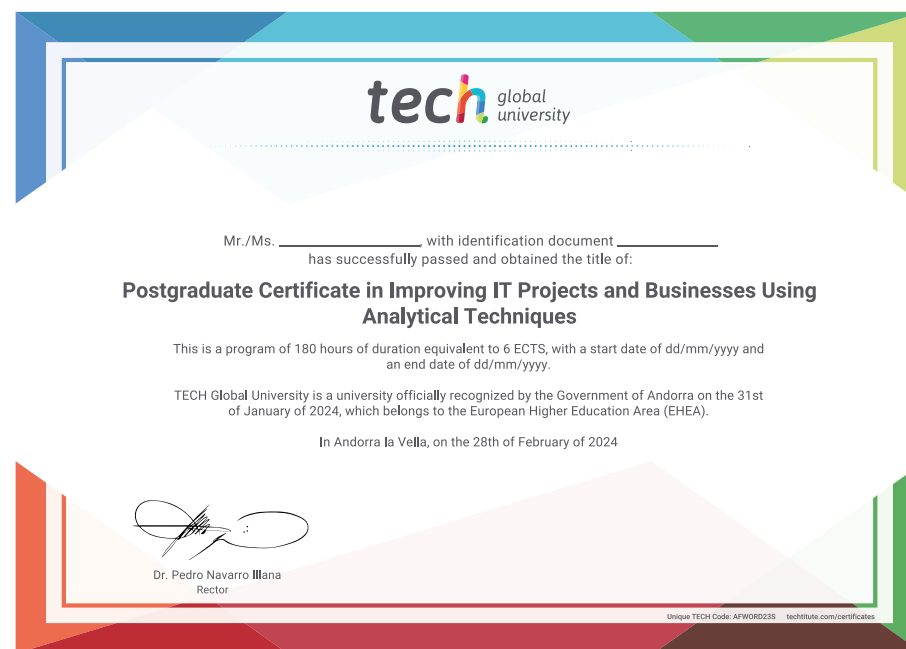 tech global university
Mr./Ms. ____________, with identification document ____________
has successfully passed and obtained the title of:
Postgraduate Certificate in Improving IT Projects and Businesses Using
Analytical Techniques
This is a program of 180 hours of duration equivalent to 6 ECTS, with a start date of dd/mm/yyyy and
an end date of dd/mm/yyyy.
TECH Global University is a university officially recognized by the Government of Andorra on the 31st
of January of 2024, which belongs to the European Higher Education Area (EHEA).
In Andorra la Vella, on the 28th of February of 2024
Dr. Pedro Navarro Illana
Rector
Unique TECH Code: AFWORD23S techtitute.com/certificates